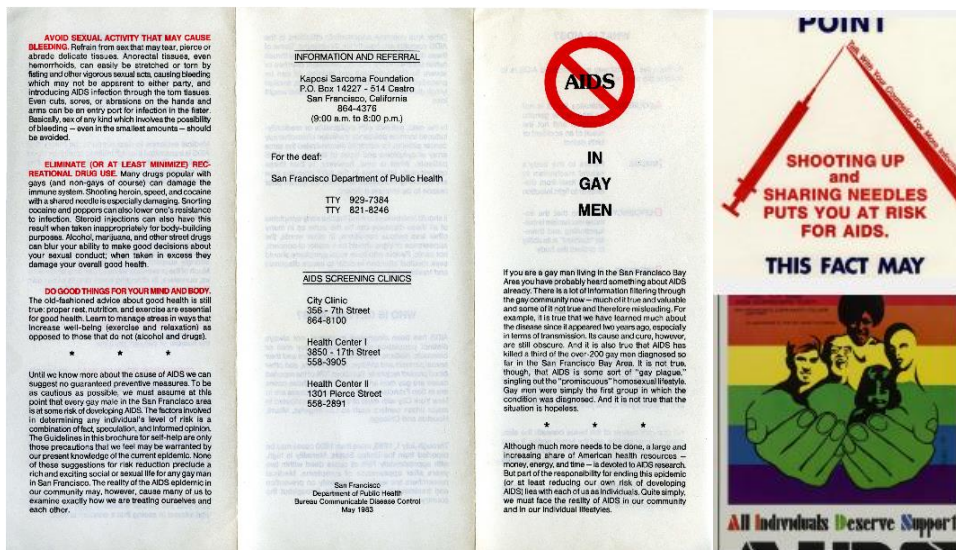 AVOID SEXUAL ACTIVITY THAT MAY CAUSE
BLEEDING. Refrain from sex that may tear, pierce or
abrade delicate tissues. Anorectal tissues, even
hemorrhoids, can easily be stretched or torn by
fisting and other vigorous sexual acts, causing bleeding
which may not be apparent to either party, and
introducing AIDS infection through the torn tissues.
Even cuts, sores, or abrasions on the hands and
arms can be an entry port for infection in the fister.
Basically, sex of any kind which involves the possibility
of bleeding — even in the smallest amounts — should
be avoided.
ELIMINATE (OR AT LEAST MINIMIZE) REC-
REATIONAL DRUG USE. Many drugs popular with
gays (and non-gays of course) can damage the
immune system. Shooting heroin, speed, and cocaine
with a shared needle is especially damaging. Snorting
cocaine and poppers can also lower one's resistance
to infection. Steroid injections can also have this
result when taken inappropriately for body-building
purposes. Alcohol, marijuana, and other street drugs
can blur your ability to make good decisions about
your sexual conduct; when taken in excess they
damage your overall good health.
DO GOOD THINGS FOR YOUR MIND AND BODY.
The old-fashioned advice about good health is still
true: proper rest, nutrition, and exercise are essential
for good health. Learn to manage stress in ways that
increase well-being (exercise and relaxation) as
opposed to those that do not (alcohol and drugs).
* * *
Until we know more about the cause of AIDS we can
suggest no guaranteed preventive measures. To be
as cautious as possible, we must assume at this
point that every gay male in the San Francisco area
is at some risk of developing AIDS. The factors involved
in determining any individual's level of risk is a
combination of fact, speculation, and informed opinion.
The Guidelines in this brochure for self-help are only
those precautions that we feel may be warranted by
our present knowledge of the current epidemic. None
of these suggestions for risk reduction preclude a
rich and exciting social or sexual life for any gay man
in San Francisco. The reality of the AIDS epidemic in
our community may, however, cause many of us to
examine exactly how we are treating ourselves and
each other.
INFORMATION AND REFERRAL
Kaposi Sarcoma Foundation
P.O. Box 14227 - 514 Castro
San Francisco, California
864-4376
(9:00 a.m. to 8:00 p.m.)
For the deaf:
San Francisco Department of Public Health
TTY 929-7384
TTY 821-8246
AIDS SCREENING CLINICS
City Clinic
356 - 7th Street
864-8100
Health Center I
3850 - 17th Street
558-3905
Health Center II
1301 Pierce Street
558-2891
San Francisco
Department of Public Health
Bureau Communicable Disease Control
May 1983
AIDS
IN
GAY
MEN
If you are a gay man living in the San Francisco Bay
Area you have probably heard something about AIDS
already. There is a lot of information filtering through
the gay community now — much of it true and valuable
and some of it not true and therefore misleading. For
example, it is true that we have learned much about
the disease since it appeared two years ago, especially
in terms of transmission. Its cause and cure, however,
are still obscure. And it is also true that AIDS has
killed a third of the over-200 gay men diagnosed so
far in the San Francisco Bay Area. It is not true,
though, that AIDS is some sort of "gay plague,"
singling out the "promiscuous" homosexual lifestyle.
Gay men were simply the first group in which the
condition was diagnosed. And it is not true that the
situation is hopeless.
* * *
Although much more needs to be done, a large and
increasing share of American health resources —
money, energy, and time — is devoted to AIDS research.
But part of the responsibility for ending this epidemic
(or at least reducing our own risk of developing
AIDS) lies with each of us as individuals. Quite simply,
we must face the reality of AIDS in our community
and in our individual lifestyles.
POINT
Talk With Your Counselor For More
SHOOTING UP
and
SHARING NEEDLES
PUTS YOU AT RISK
FOR AIDS.
THIS FACT MAY
All Individuals Deserve Support